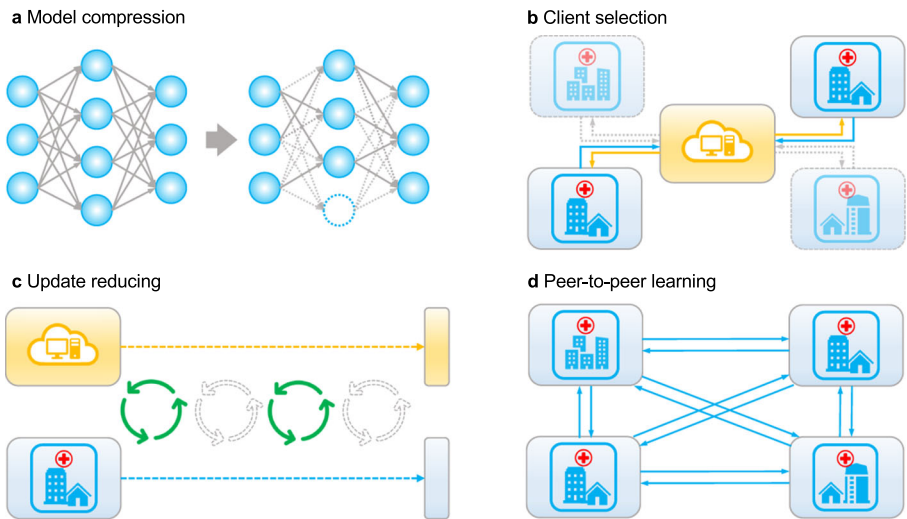 a Model compression
b Client selection
c Update reducing
d Peer-to-peer learning